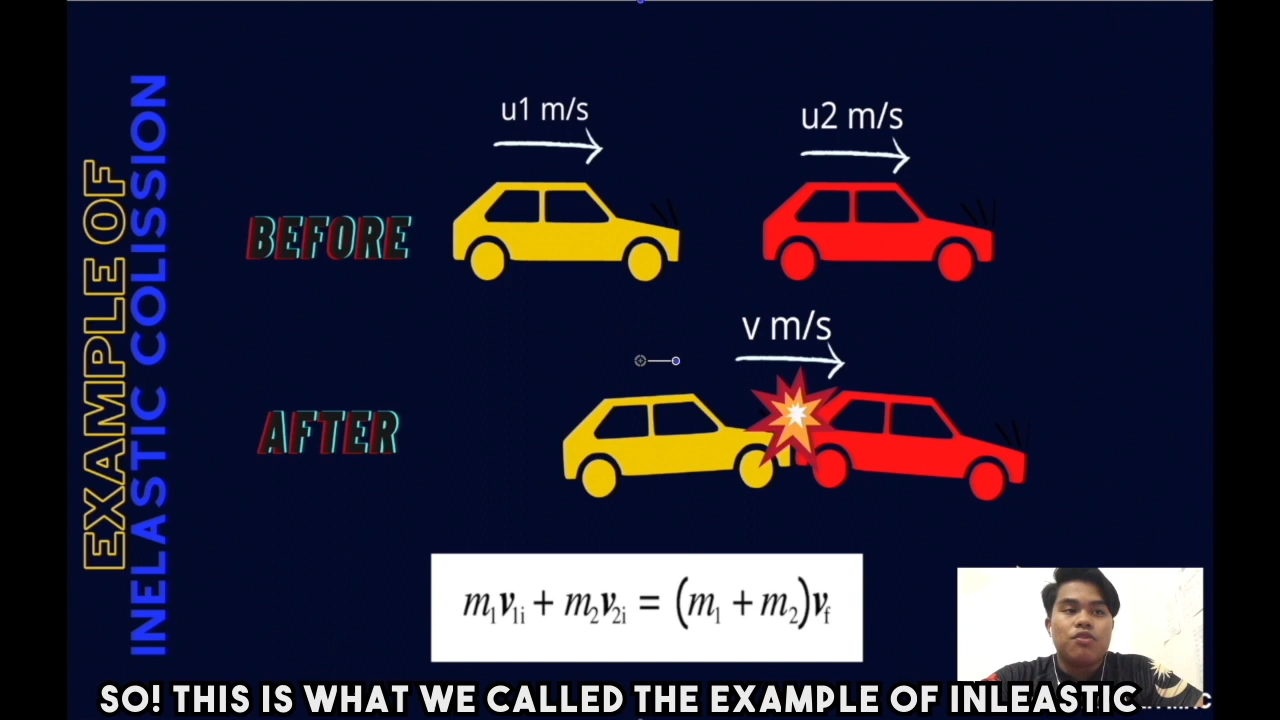 EXAMPLE OF
INELASTIC COLISSION
u1 m/s
u2 m/s
BEFORE
v m/s
AFTER
m₁v₁ᵢ + m₂v₂ᵢ = (m₁ + m₂)v_f
SO! THIS IS WHAT WE CALLED THE EXAMPLE OF INLEASTIC